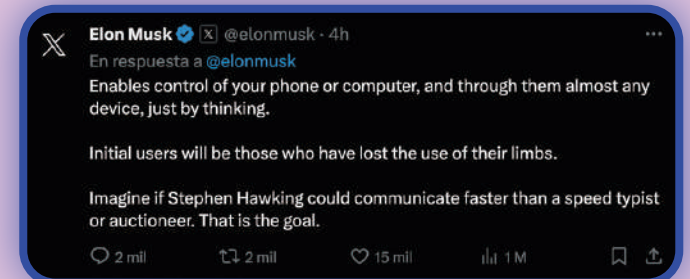 Elon Musk @elonmusk · 4h
En respuesta a @elonmusk
Enables control of your phone or computer, and through them almost any
device, just by thinking.
Initial users will be those who have lost the use of their limbs.
Imagine if Stephen Hawking could communicate faster than a speed typist
or auctioneer. That is the goal.
2 mil 2 mil 15 mil 1 M